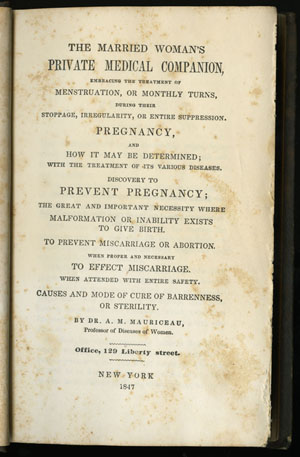 THE MARRIED WOMAN'S
PRIVATE MEDICAL COMPANION,
EMBRACING THE TREATMENT OF
MENSTRUATION, OR MONTHLY TURNS,
DURING THEIR
STOPPAGE, IRREGULARITY, OR ENTIRE SUPPRESSION.
PREGNANCY,
AND
HOW IT MAY BE DETERMINED;
WITH THE TREATMENT OF ITS VARIOUS DISEASES.
DISCOVERY TO
PREVENT PREGNANCY;
THE GREAT AND IMPORTANT NECESSITY WHERE
MALFORMATION OR INABILITY EXISTS
TO GIVE BIRTH.
TO PREVENT MISCARRIAGE OR ABORTION.
WHEN PROPER AND NECESSARY
TO EFFECT MISCARRIAGE.
WHEN ATTENDED WITH ENTIRE SAFETY.
CAUSES AND MODE OF CURE OF BARRENNESS,
OR STERILITY.
BY DR. A. M. MAURICEAU,
Professor of Diseases of Women.
Office, 129 Liberty street.
NEW YORK
1847